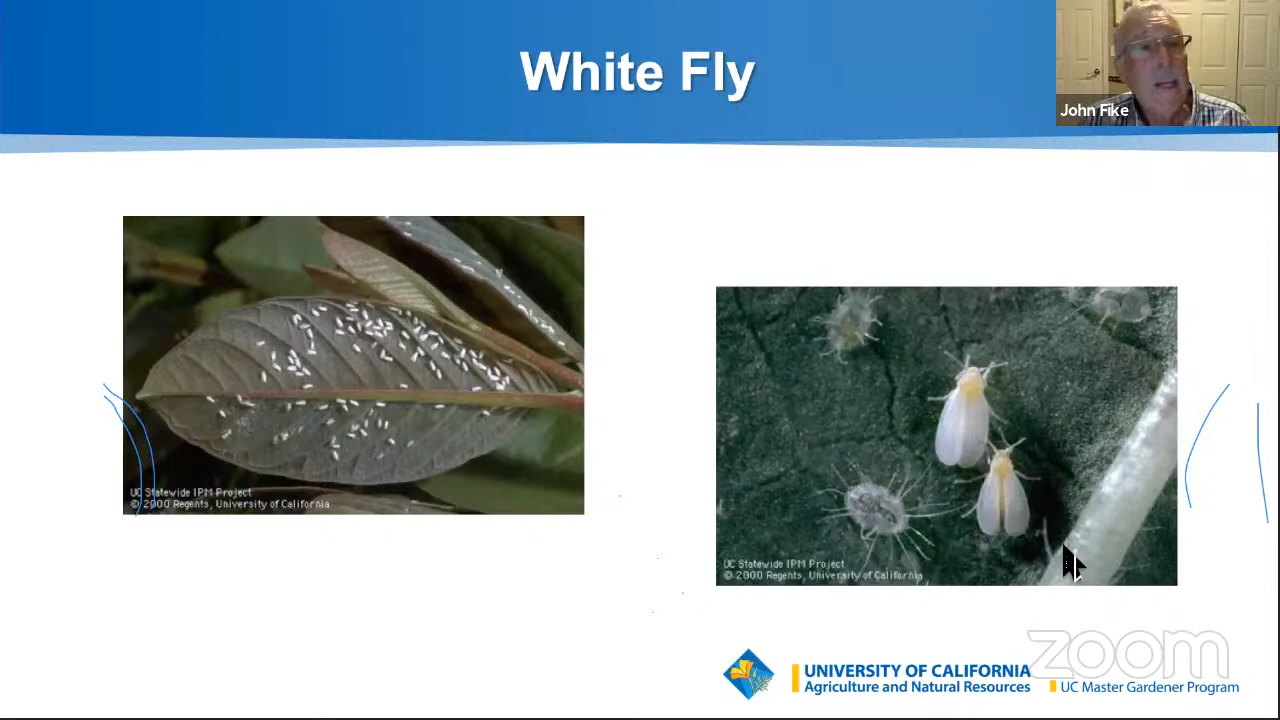 White Fly
John Fike
UC Statewide IPM Project
© 2000 Regents, University of California
UC Statewide IPM Project
© 2000 Regents, University of California
zoom
UNIVERSITY OF CALIFORNIA
Agriculture and Natural Resources
UC Master Gardener Program